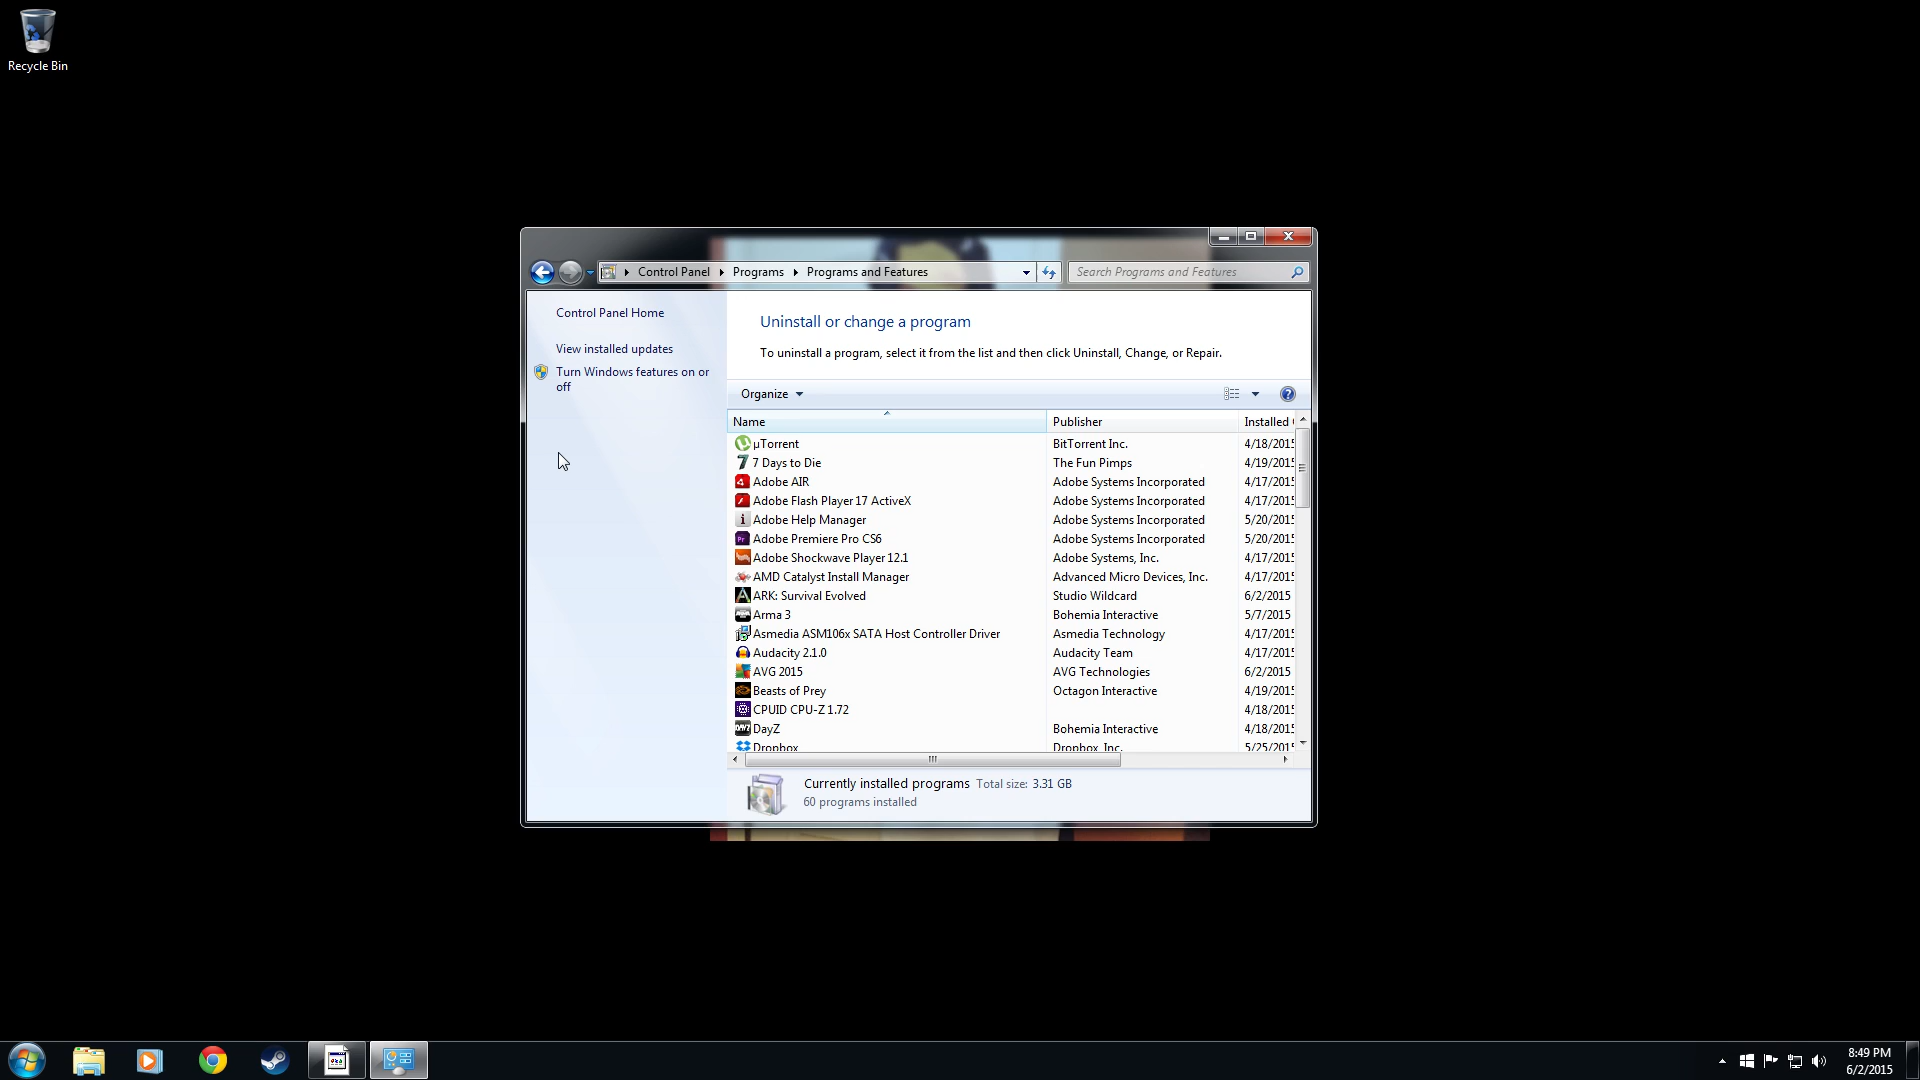 Recycle Bin
Control Panel Programs Programs and Features
Search Programs and Features
Control Panel Home
View installed updates
Turn Windows features on or
off
Uninstall or change a program
To uninstall a program, select it from the list and then click Uninstall, Change, or Repair.
Organize
Name Publisher Installed
µTorrent BitTorrent Inc. 4/18/2015
7 Days to Die The Fun Pimps 4/19/2015
Adobe AIR Adobe Systems Incorporated 4/17/2015
Adobe Flash Player 17 ActiveX Adobe Systems Incorporated 4/17/2015
Adobe Help Manager Adobe Systems Incorporated 5/20/2015
Adobe Premiere Pro CS6 Adobe Systems Incorporated 5/20/2015
Adobe Shockwave Player 12.1 Adobe Systems, Inc. 4/17/2015
AMD Catalyst Install Manager Advanced Micro Devices, Inc. 4/17/2015
ARK: Survival Evolved Studio Wildcard 6/2/2015
Arma 3 Bohemia Interactive 5/7/2015
Asmedia ASM106x SATA Host Controller Driver Asmedia Technology 4/17/2015
Audacity 2.1.0 Audacity Team 4/17/2015
AVG 2015 AVG Technologies 6/2/2015
Beasts of Prey Octagon Interactive 4/19/2015
CPUID CPU-Z 1.72 4/18/2015
DayZ Bohemia Interactive 4/18/2015
Dropbox Dropbox, Inc. 5/25/2015
Currently installed programs Total size: 3.31 GB
60 programs installed
8:49 PM
6/2/2015